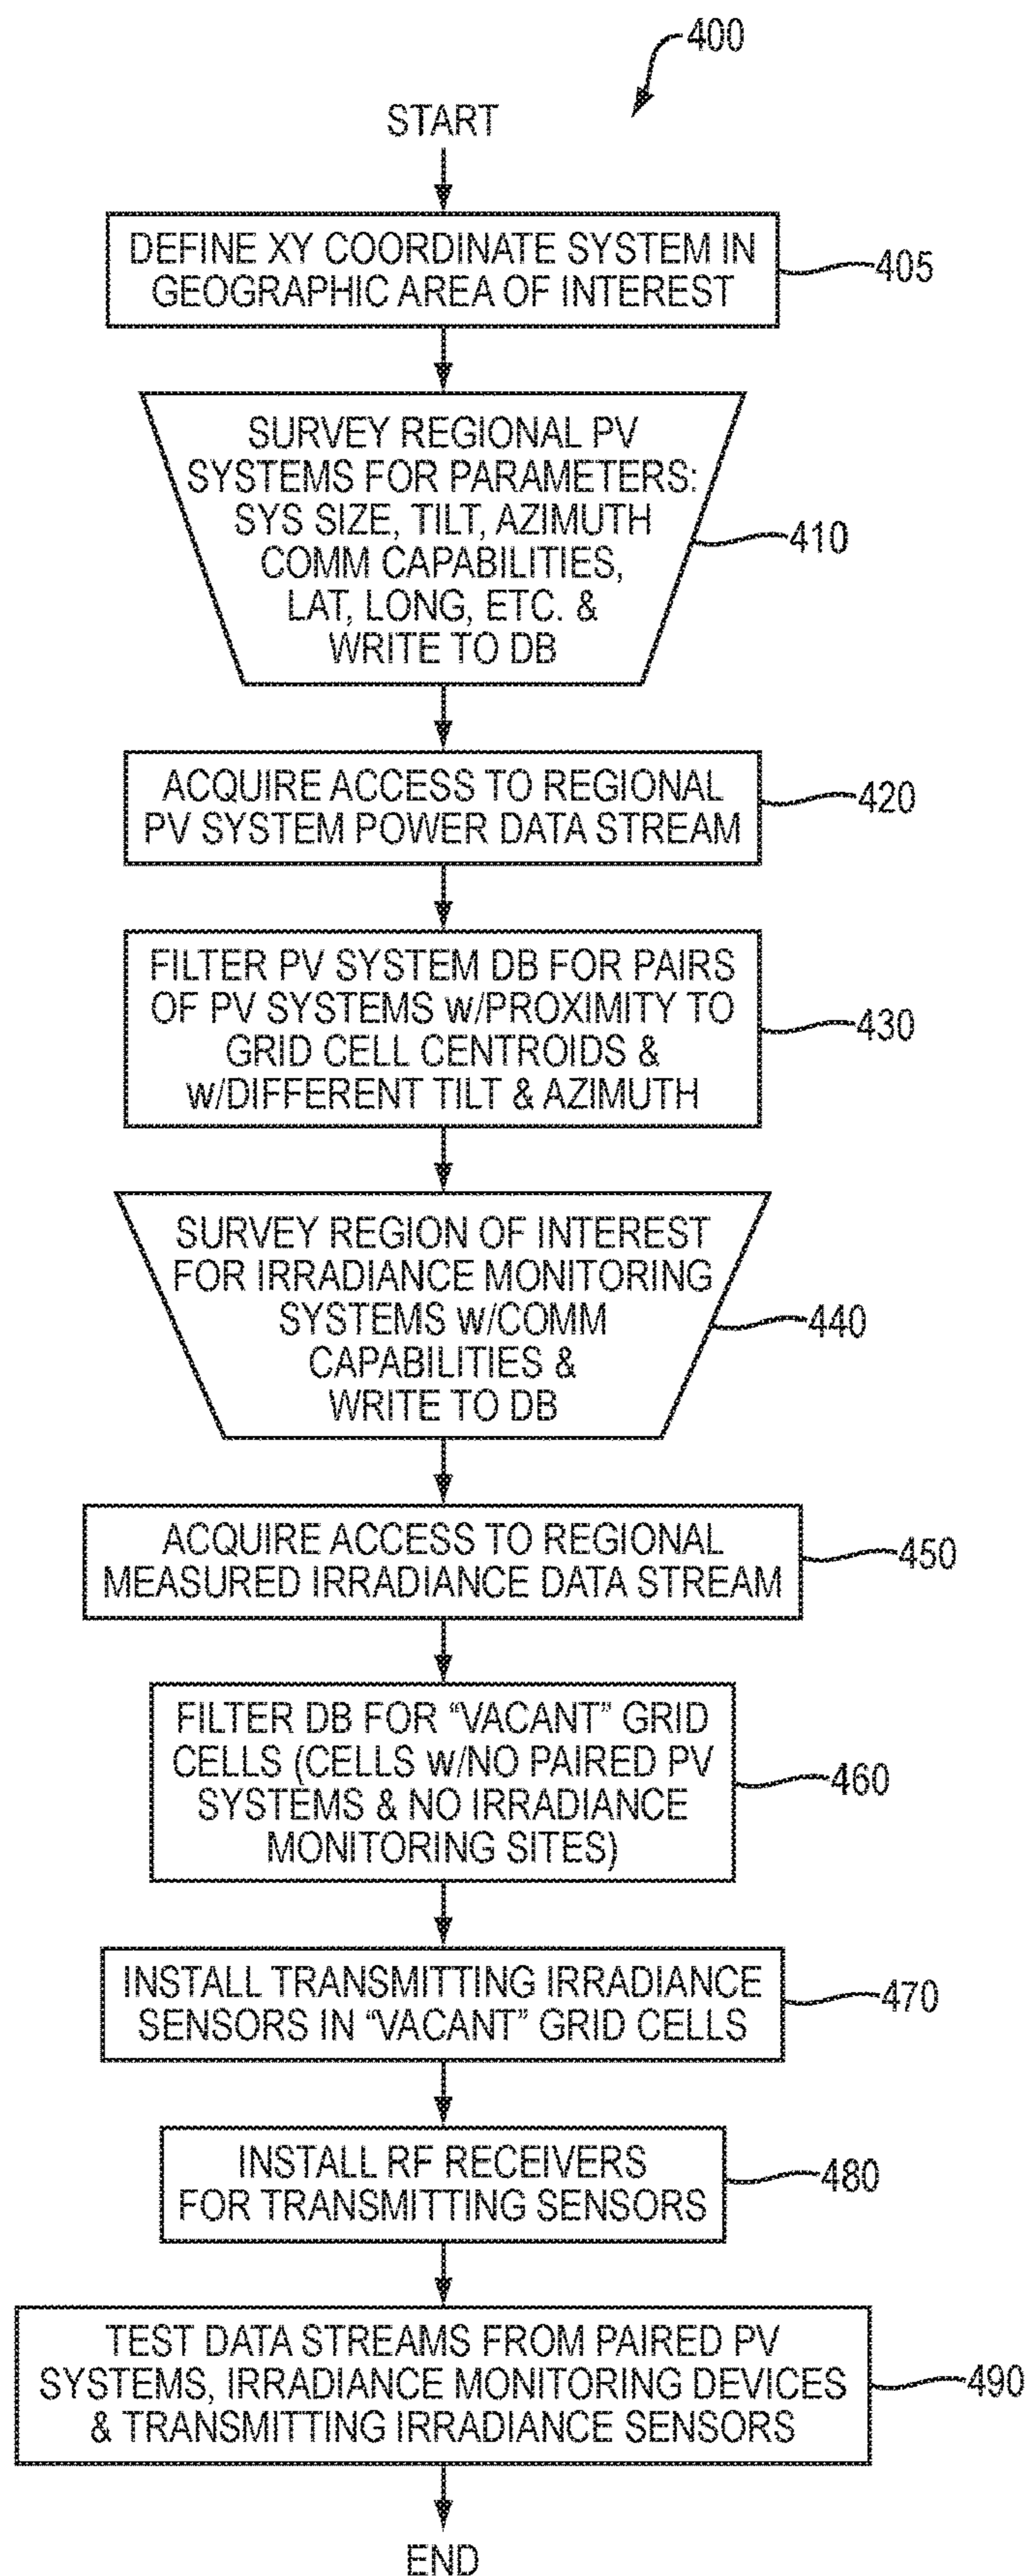 400
START
DEFINE XY COORDINATE SYSTEM IN
GEOGRAPHIC AREA OF INTEREST
405
SURVEY REGIONAL PV
SYSTEMS FOR PARAMETERS:
SYS SIZE, TILT, AZIMUTH
COMM CAPABILITIES,
LAT, LONG, ETC. &
WRITE TO DB
410
ACQUIRE ACCESS TO REGIONAL
PV SYSTEM POWER DATA STREAM
420
FILTER PV SYSTEM DB FOR PAIRS
OF PV SYSTEMS w/PROXIMITY TO
GRID CELL CENTROIDS &
w/DIFFERENT TILT & AZIMUTH
430
SURVEY REGION OF INTEREST
FOR IRRADIANCE MONITORING
SYSTEMS w/COMM
CAPABILITIES &
WRITE TO DB
440
ACQUIRE ACCESS TO REGIONAL
MEASURED IRRADIANCE DATA STREAM
450
FILTER DB FOR “VACANT” GRID
CELLS (CELLS w/NO PAIRED PV
SYSTEMS & NO IRRADIANCE
MONITORING SITES)
460
INSTALL TRANSMITTING IRRADIANCE
SENSORS IN “VACANT” GRID CELLS
470
INSTALL RF RECEIVERS
FOR TRANSMITTING SENSORS
480
TEST DATA STREAMS FROM PAIRED PV
SYSTEMS, IRRADIANCE MONITORING DEVICES
& TRANSMITTING IRRADIANCE SENSORS
490
END